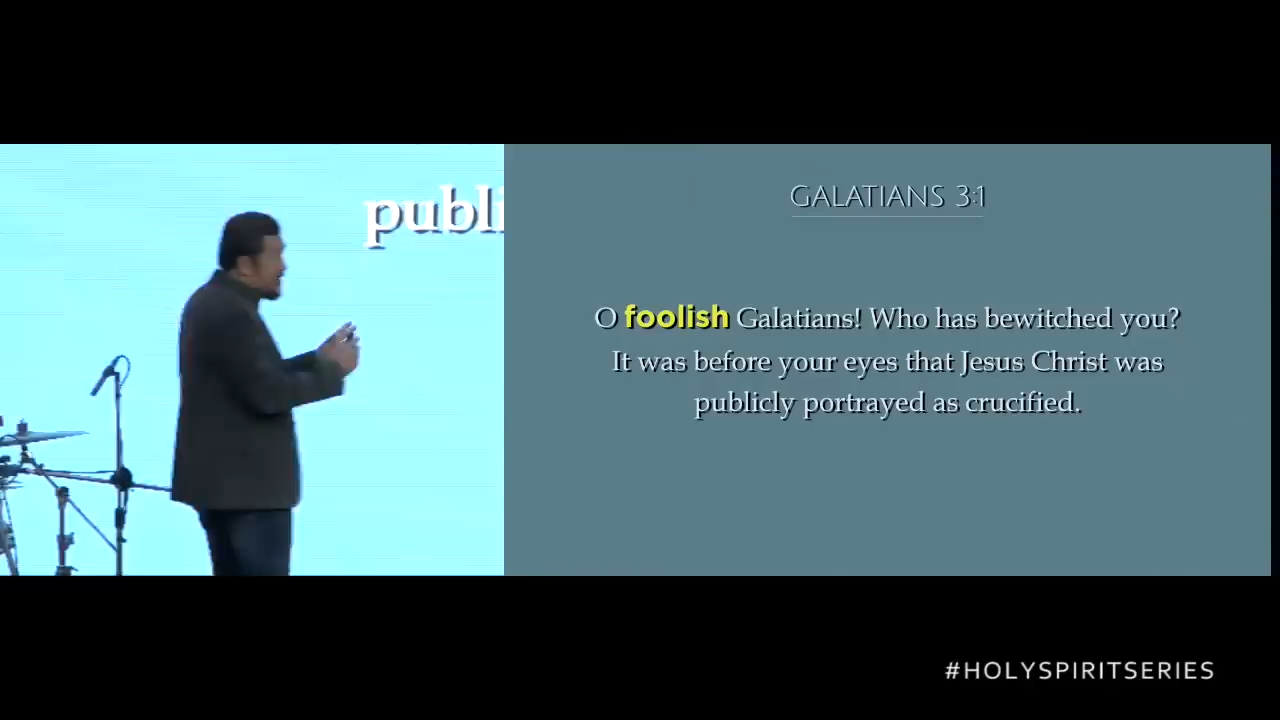 publi
GALATIANS 3:1
O foolish Galatians! Who has bewitched you?
It was before your eyes that Jesus Christ was
publicly portrayed as crucified.
#HOLYSPIRITSERIES